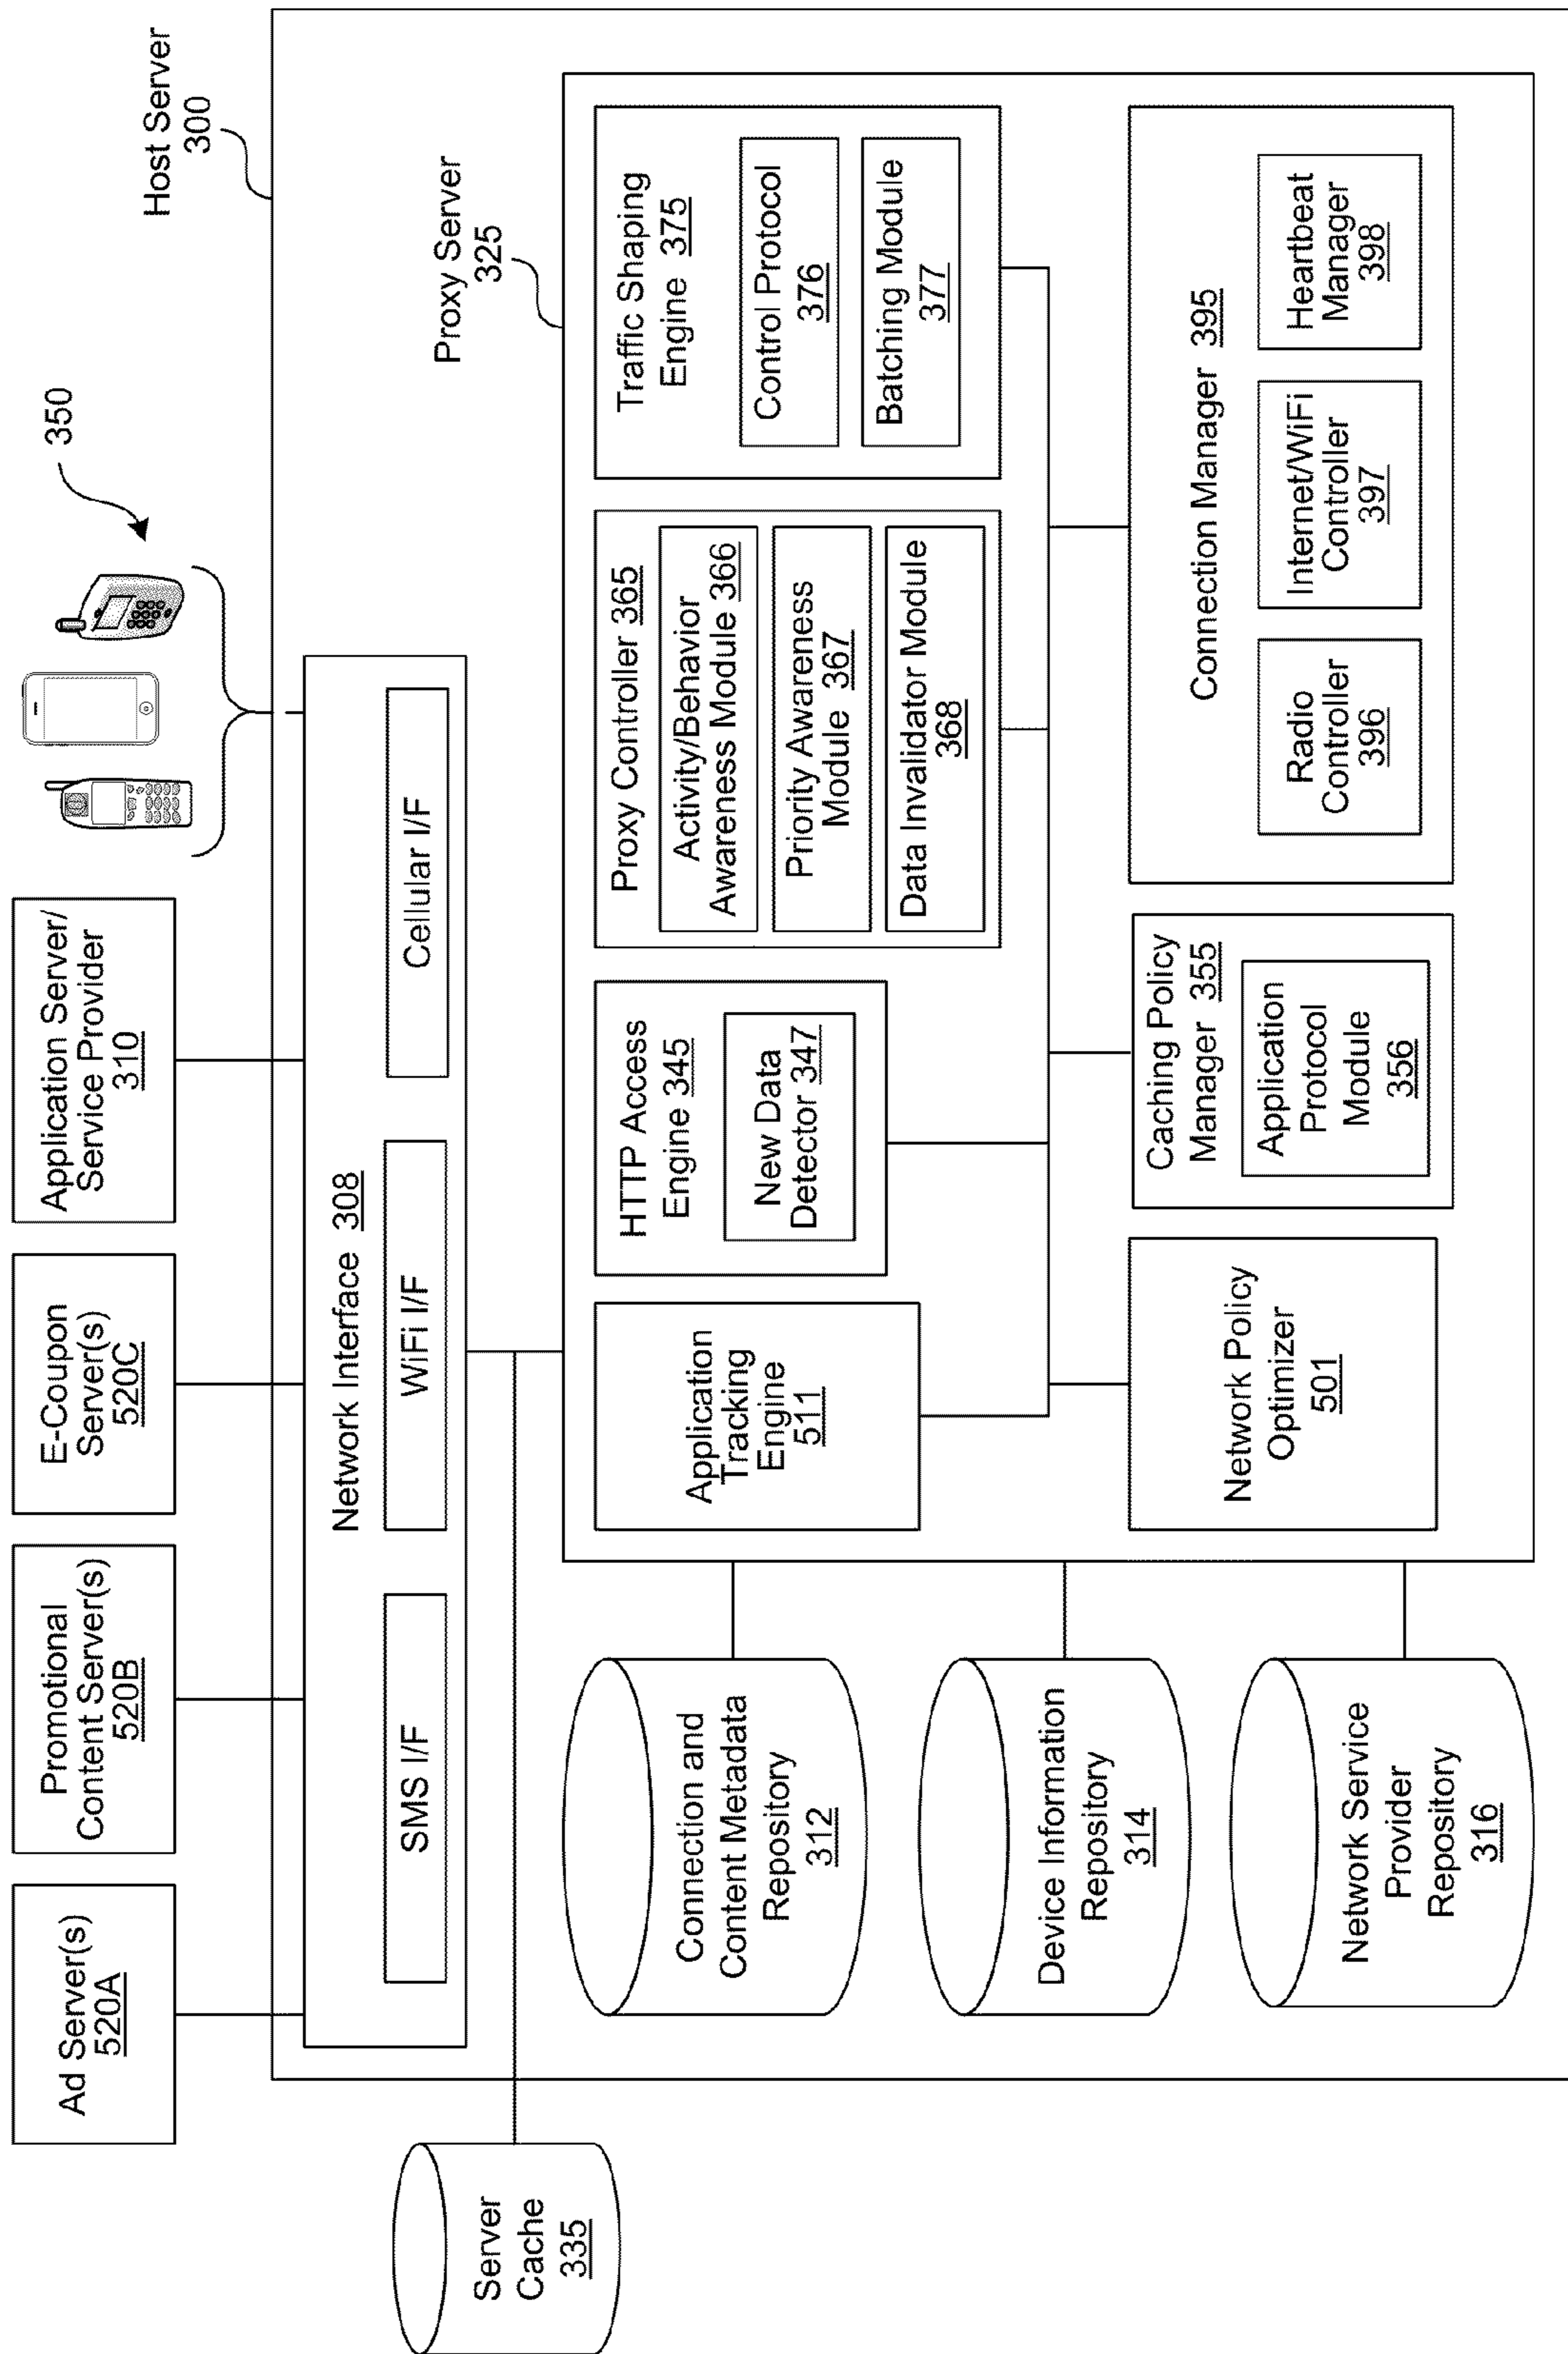 Ad Server(s)
520A
Promotional
Content Server(s)
520B
E-Coupon
Server(s)
520C
Application Server/
Service Provider
310
350
Host Server
300
Server
Cache
335
Network Interface 308
SMS I/F
WiFi I/F
Cellular I/F
Proxy Server
325
Connection and
Content Metadata
Repository
312
Device Information
Repository
314
Network Service
Provider
Repository
316
Application
Tracking
Engine
511
HTTP Access
Engine 345
New Data
Detector 347
Proxy Controller 365
Activity/Behavior
Awareness Module 366
Priority Awareness
Module 367
Data Invalidator Module
368
Traffic Shaping
Engine 375
Control Protocol
376
Batching Module
377
Network Policy
Optimizer
501
Caching Policy
Manager 355
Application
Protocol
Module
356
Connection Manager 395
Radio
Controller
396
Internet/WiFi
Controller
397
Heartbeat
Manager
398